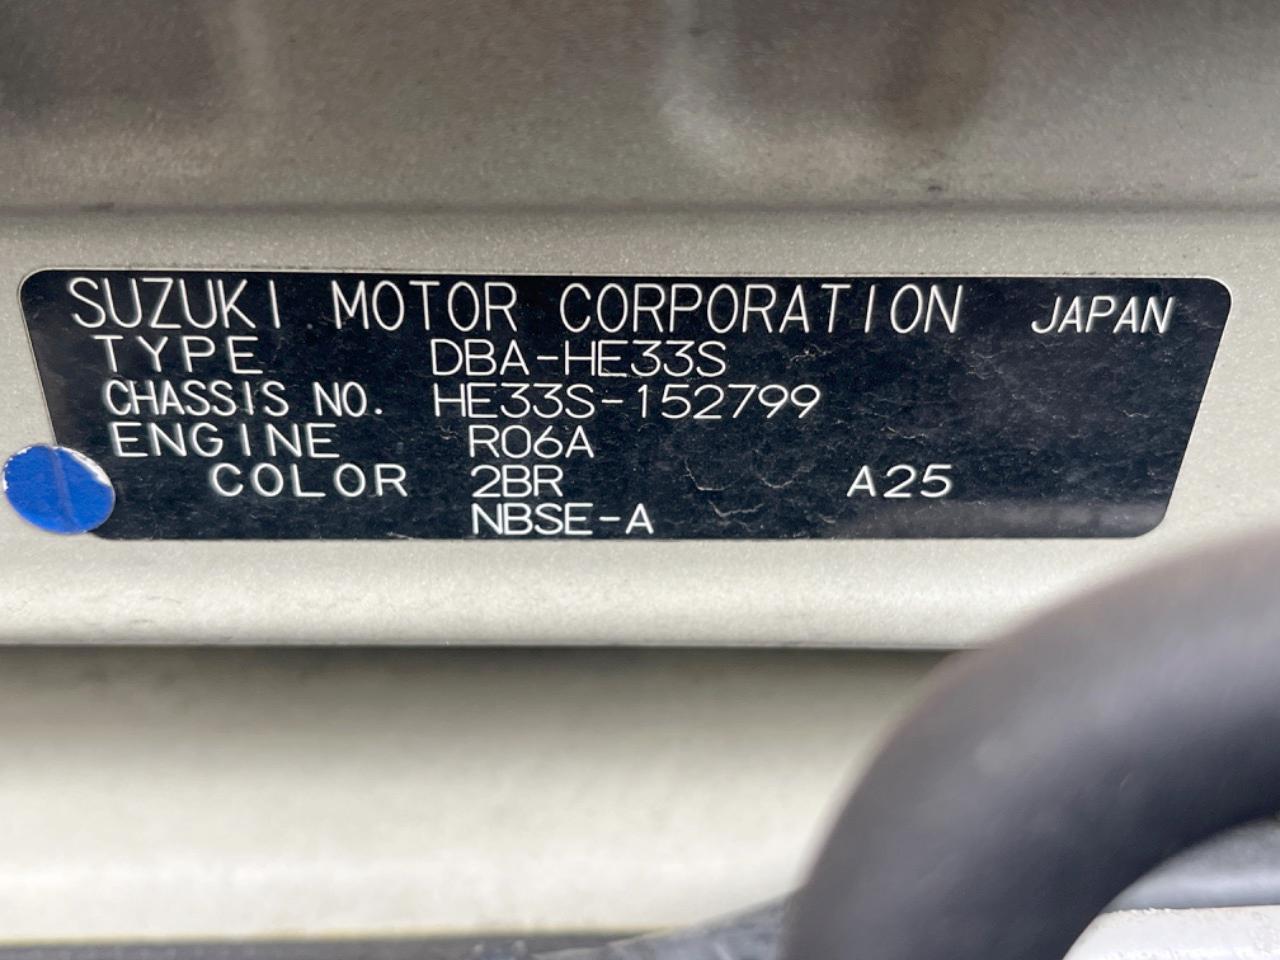 SUZUKI MOTOR CORPORATION JAPAN
TYPE DBA-HE33S
CHASSIS NO. HE33S-152799
ENGINE R06A
COLOR 2BR A25
NBSE-A